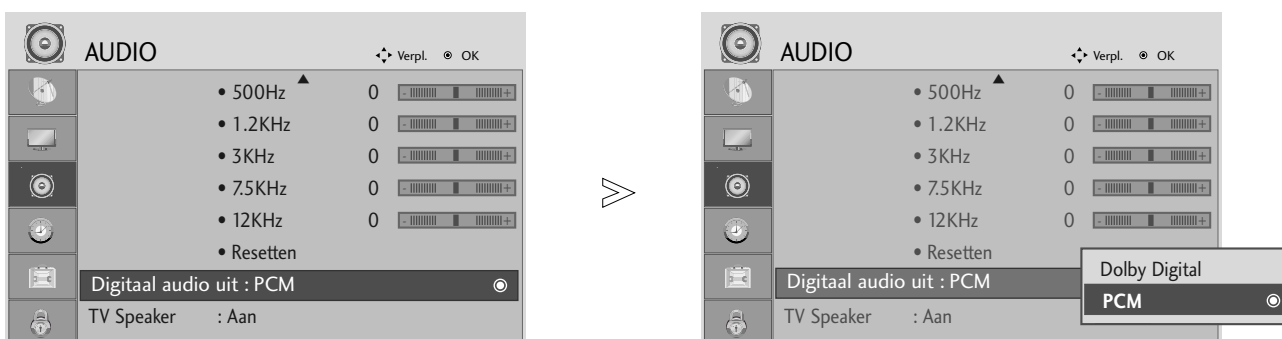 AUDIO
Verpl. OK
• 500Hz 0 - +
• 1.2KHz 0 - +
• 3KHz 0 - +
• 7.5KHz 0 - +
• 12KHz 0 - +
• Resetten
Digitaal audio uit : PCM
TV Speaker : Aan
AUDIO
Verpl. OK
• 500Hz 0 - +
• 1.2KHz 0 - +
• 3KHz 0 - +
• 7.5KHz 0 - +
• 12KHz 0 - +
• Resetten
Digitaal audio uit : PCM
TV Speaker : Aan
Dolby Digital
PCM